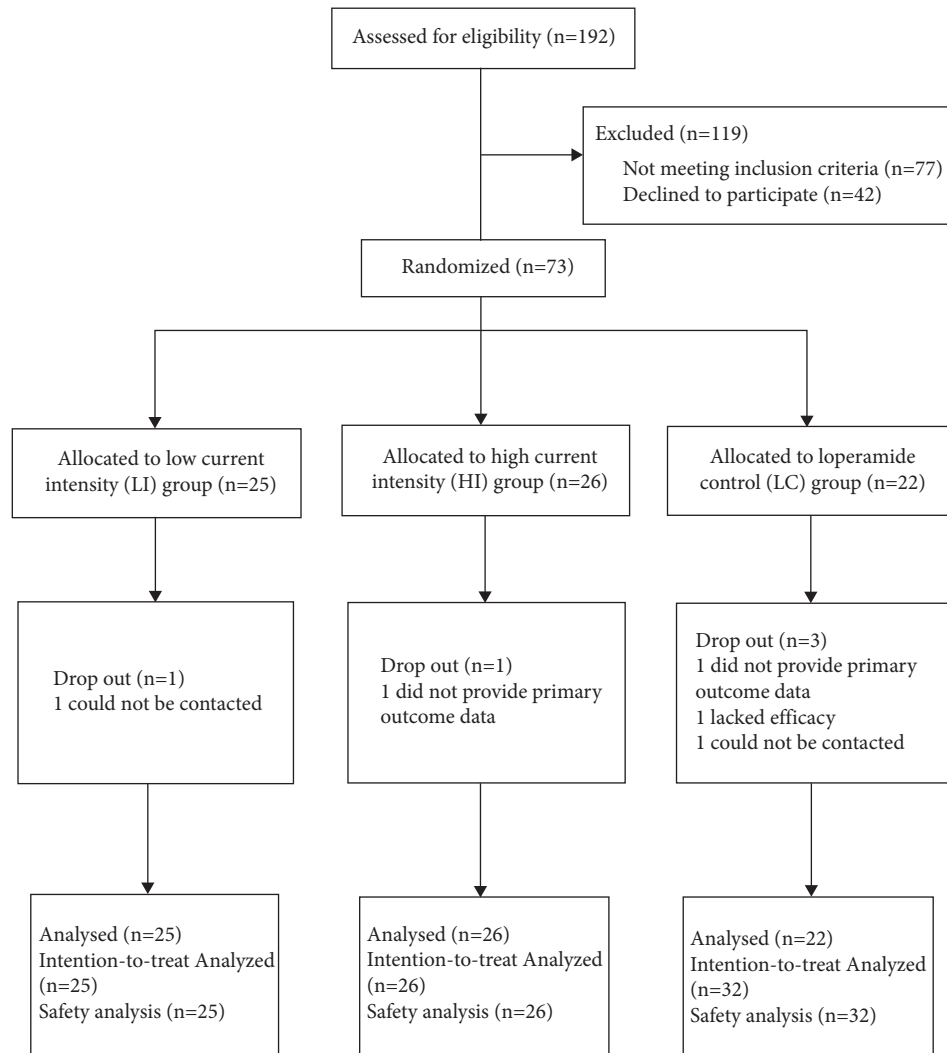 Assessed for eligibility (n=192)
Excluded (n=119)
Not meeting inclusion criteria (n=77)
Declined to participate (n=42)
Randomized (n=73)
Allocated to low current
intensity (LI) group (n=25)
Allocated to high current
intensity (HI) group (n=26)
Allocated to loperamide
control (LC) group (n=22)
Drop out (n=1)
1 could not be contacted
Drop out (n=1)
1 did not provide primary
outcome data
Drop out (n=3)
1 did not provide primary
outcome data
1 lacked efficacy
1 could not be contacted
Analysed (n=25)
Intention-to-treat Analyzed
(n=25)
Safety analysis (n=25)
Analysed (n=26)
Intention-to-treat Analyzed
(n=26)
Safety analysis (n=26)
Analysed (n=22)
Intention-to-treat Analyzed
(n=32)
Safety analysis (n=32)